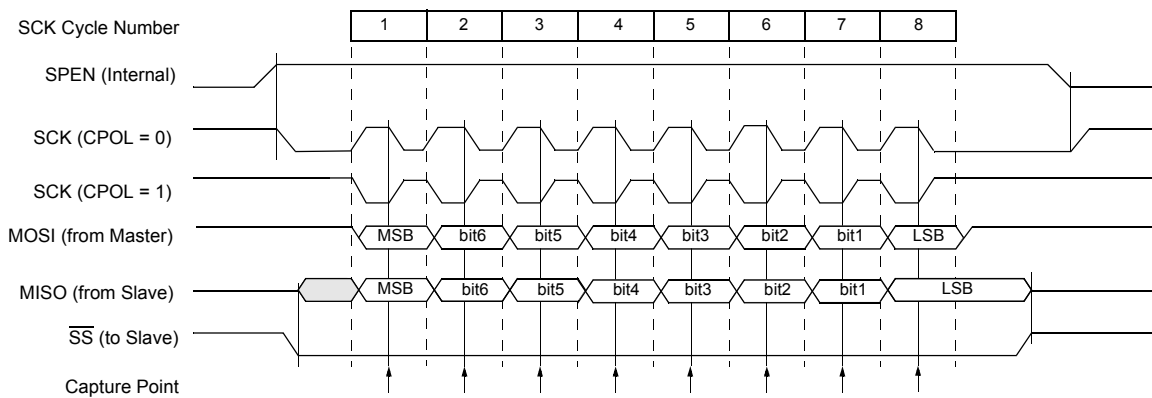 SCK Cycle Number 1 2 3 4 5 6 7 8
SPEN (Internal)
SCK (CPOL = 0)
SCK (CPOL = 1)
MOSI (from Master) MSB bit6 bit5 bit4 bit3 bit2 bit1 LSB
MISO (from Slave) MSB bit6 bit5 bit4 bit3 bit2 bit1 LSB
SS (to Slave)
Capture Point